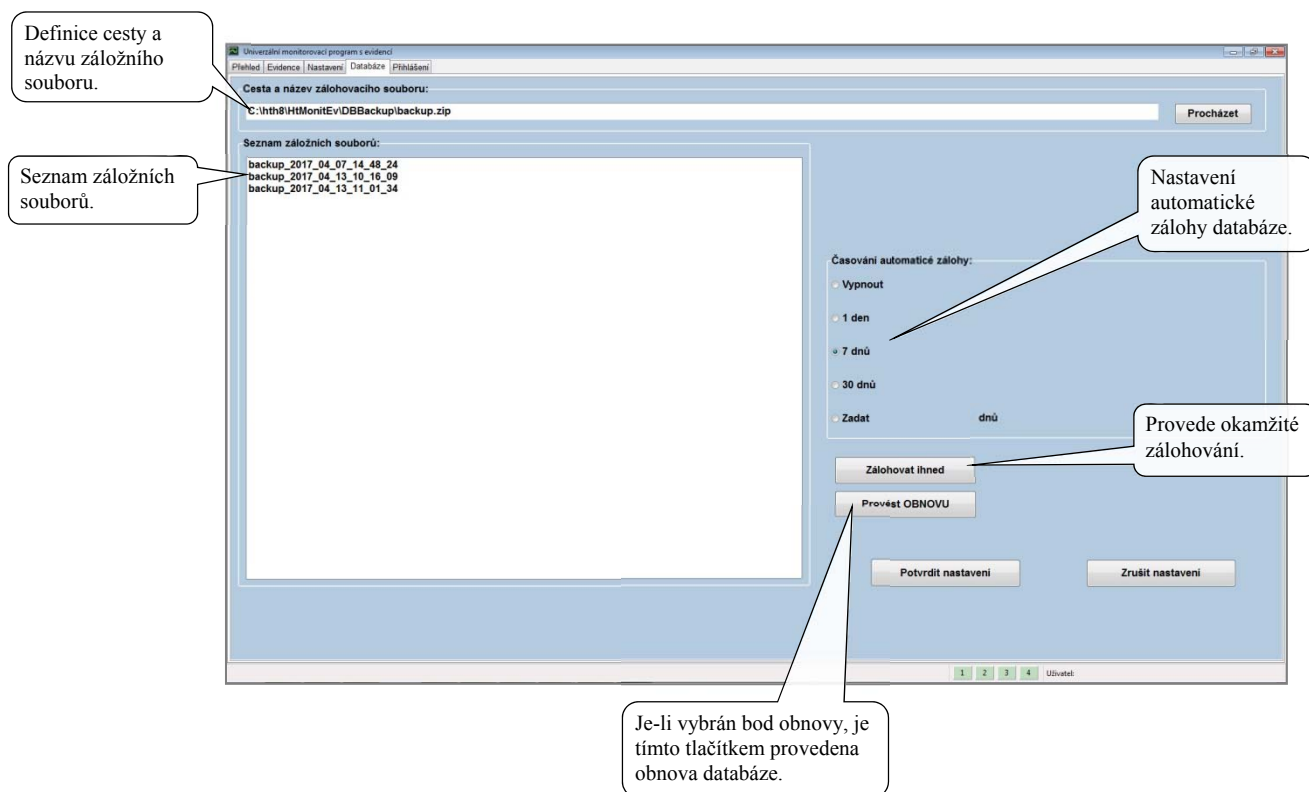 Definice cesty a
názvu záložního
souboru.
Univerzální monitorovací program s evidencí
Přehled Evidence Nastavení Databáze Přihlášení
Cesta a název zálohovacího souboru:
C:\hth8\HtMonitEv\DBBackup\backup.zip
Procházet
Seznam záložních souborů:
backup_2017_04_07_14_48_24
backup_2017_04_13_10_16_09
backup_2017_04_13_11_01_34
Seznam záložních
souborů.
Nastavení
automatické
zálohy databáze.
Časování automaticé zálohy:
Vypnout
1 den
7 dnů
30 dnů
Zadat dnů
Provede okamžité
zálohování.
Zálohovat ihned
Provést OBNOVU
Potvrdit nastavení Zrušit nastavení
1 2 3 4 Uživatel:
Je-li vybrán bod obnovy, je
tímto tlačítkem provedena
obnova databáze.